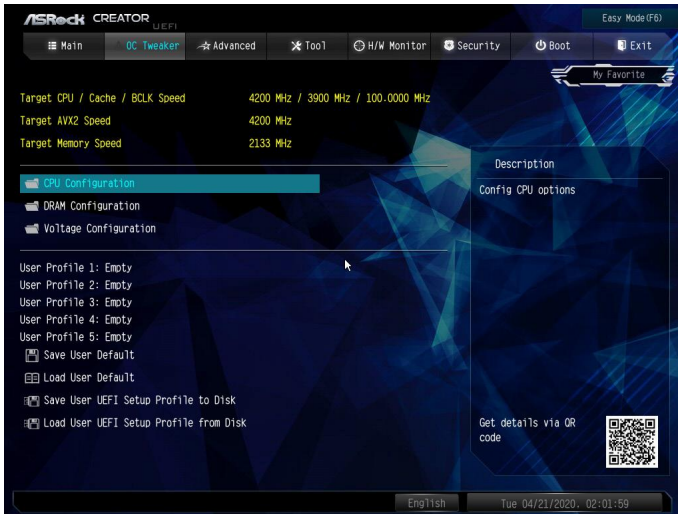 ASRock CREATOR UEFI
Easy Mode(F6)
Main OC Tweaker Advanced Tool H/W Monitor Security Boot Exit
My Favorite
Target CPU / Cache / BCLK Speed 4200 MHz / 3900 MHz / 100.0000 MHz
Target AVX2 Speed 4200 MHz
Target Memory Speed 2133 MHz
Description
CPU Configuration
Config CPU options
DRAM Configuration
Voltage Configuration
User Profile 1: Empty
User Profile 2: Empty
User Profile 3: Empty
User Profile 4: Empty
User Profile 5: Empty
Save User Default
Load User Default
Save User UEFI Setup Profile to Disk
Load User UEFI Setup Profile from Disk
Get details via QR
code
English
Tue 04/21/2020. 02:01:59